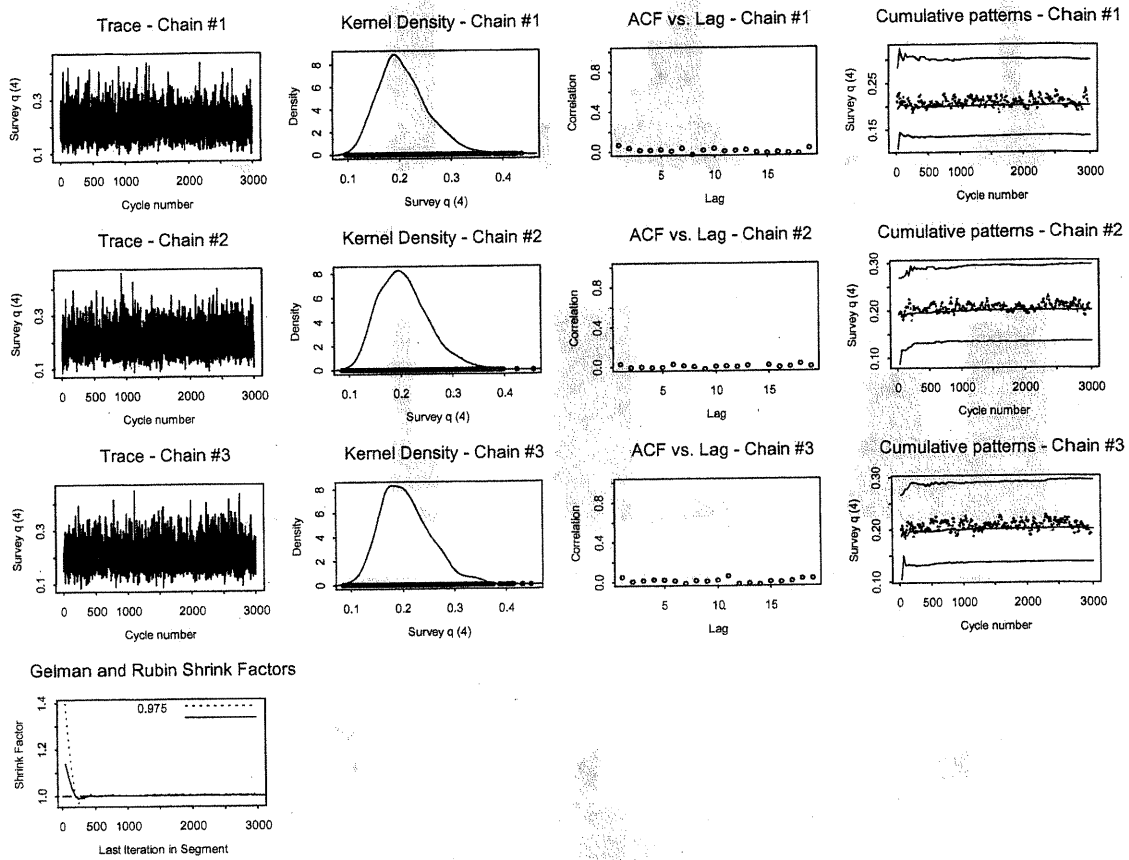 Trace - Chain #1
Kernel Density - Chain #1
ACF vs. Lag - Chain #1
Cumulative patterns - Chain #1
Survey q (4)
0.1 0.3
0 500 1000 2000 3000
Cycle number
Density
0 2 4 6 8
0.1 0.2 0.3 0.4
Survey q (4)
Correlation
0.0 0.4 0.8
5 10 15
Lag
Survey q (4)
0.15 0.25
0 500 1000 2000 3000
Cycle number
Trace - Chain #2
Kernel Density - Chain #2
ACF vs. Lag - Chain #2
Cumulative patterns - Chain #2
Survey q (4)
0.1 0.3
0 500 1000 2000 3000
Cycle number
Density
0 2 4 6 8
0.1 0.2 0.3 0.4
Survey q (4)
Correlation
0.0 0.4 0.8
5 10 15
Lag
Survey q (4)
0.10 0.20 0.30
0 500 1000 2000 3000
Cycle number
Trace - Chain #3
Kernel Density - Chain #3
ACF vs. Lag - Chain #3
Cumulative patterns - Chain #3
Survey q (4)
0.1 0.3
0 500 1000 2000 3000
Cycle number
Density
0 2 4 6 8
0.1 0.2 0.3 0.4
Survey q (4)
Correlation
0.0 0.4 0.8
5 10 15
Lag
Survey q (4)
0.10 0.20 0.30
0 500 1000 2000 3000
Cycle number
Gelman and Rubin Shrink Factors
Shrink Factor
1.0 1.2 1.4
0.975
0 500 1000 2000 3000
Last Iteration in Segment